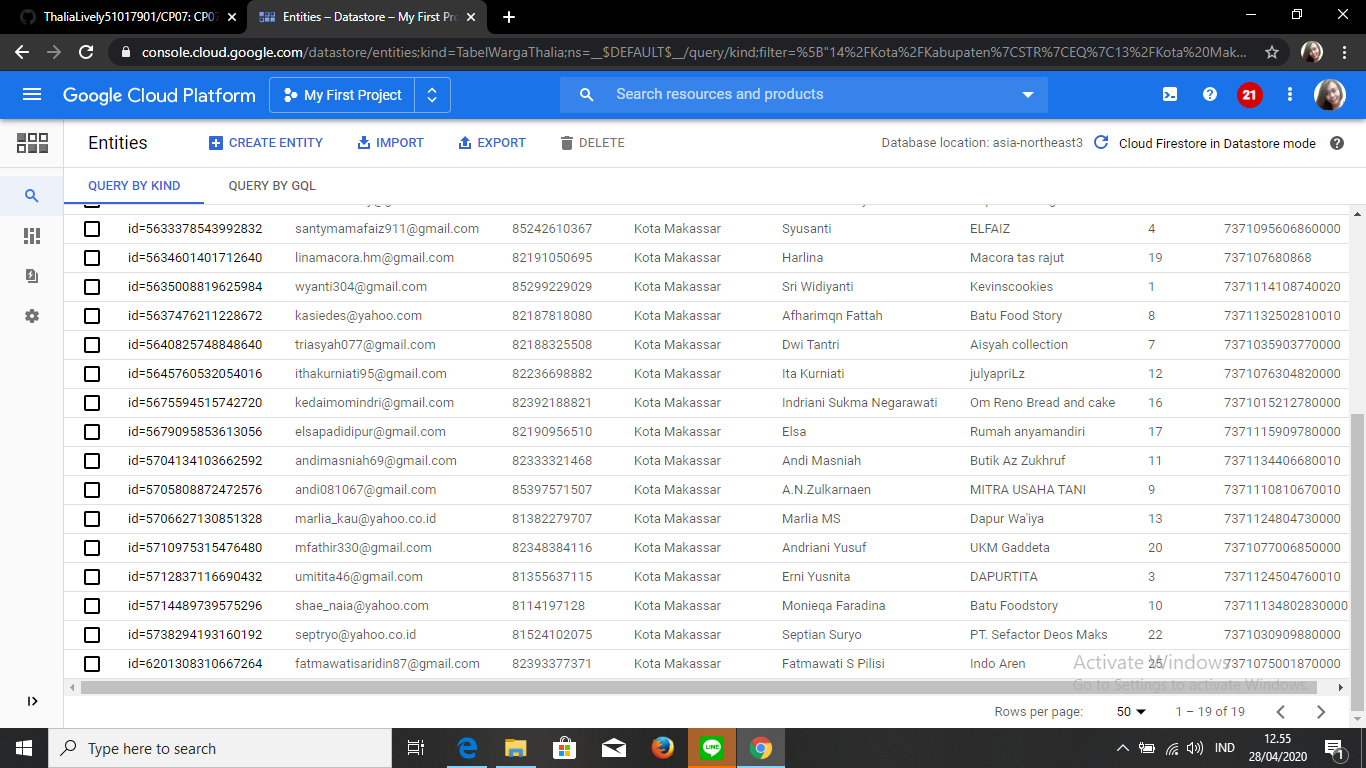 ThaliaLively51017901/CP07: CP07
Entities – Datastore – My First Pro
console.cloud.google.com/datastore/entities;kind=TabelWargaThalia;ns=__$DEFAULT$__/query/kind;filter=%5B"14%2FKota%2FKabupaten%7CSTR%7CEQ%7C13%2FKota%20Mak...
Google Cloud Platform My First Project Search resources and products 21
Entities CREATE ENTITY IMPORT EXPORT DELETE Database location: asia-northeast3 Cloud Firestore in Datastore mode
QUERY BY KIND QUERY BY GQL
id=5633378543992832 santymamafaiz911@gmail.com 85242610367 Kota Makassar Syusanti ELFAIZ 4 7371095606860000
id=5634601401712640 linamacora.hm@gmail.com 82191050695 Kota Makassar Harlina Macora tas rajut 19 737107680868
id=5635008819625984 wyanti304@gmail.com 85299229029 Kota Makassar Sri Widiyanti Kevinscookies 1 7371114108740020
id=5637476211228672 kasiedes@yahoo.com 82187818080 Kota Makassar Afharimqn Fattah Batu Food Story 8 7371132502810010
id=5640825748848640 triasyah077@gmail.com 82188325508 Kota Makassar Dwi Tantri Aisyah collection 7 7371035903770000
id=5645760532054016 ithakurniati95@gmail.com 82236698882 Kota Makassar Ita Kurniati julyapriLz 12 7371076304820000
id=5675594515742720 kedaimomindri@gmail.com 82392188821 Kota Makassar Indriani Sukma Negarawati Om Reno Bread and cake 16 7371015212780000
id=5679095853613056 elsapadidipur@gmail.com 82190956510 Kota Makassar Elsa Rumah anyamandiri 17 7371115909780000
id=5704134103662592 andimasniah69@gmail.com 82333321468 Kota Makassar Andi Masniah Butik Az Zukhruf 11 7371134406680010
id=5705808872472576 andi081067@gmail.com 85397571507 Kota Makassar A.N.Zulkarnaen MITRA USAHA TANI 9 7371110810670010
id=5706627130851328 marlia_kau@yahoo.co.id 81382279707 Kota Makassar Marlia MS Dapur Wa'iya 13 7371124804730000
id=5710975315476480 mfathir330@gmail.com 82348384116 Kota Makassar Andriani Yusuf UKM Gaddeta 20 7371077006850000
id=5712837116690432 umitita46@gmail.com 81355637115 Kota Makassar Erni Yusnita DAPURTITA 3 7371124504760010
id=5714489739575296 shae_naia@yahoo.com 8114197128 Kota Makassar Monieqa Faradina Batu Foodstory 10 73711134802830000
id=5738294193160192 septryo@yahoo.co.id 81524102075 Kota Makassar Septian Suryo PT. Sefactor Deos Maks 22 7371030909880000
id=6201308310667264 fatmawatisaridin87@gmail.com 82393377371 Kota Makassar Fatmawati S Pilisi Indo Aren 25 7371075001870000
Activate Windows
Go to Settings to activate Windows.
Rows per page: 50 1 – 19 of 19
Type here to search IND 12.55
28/04/2020 1